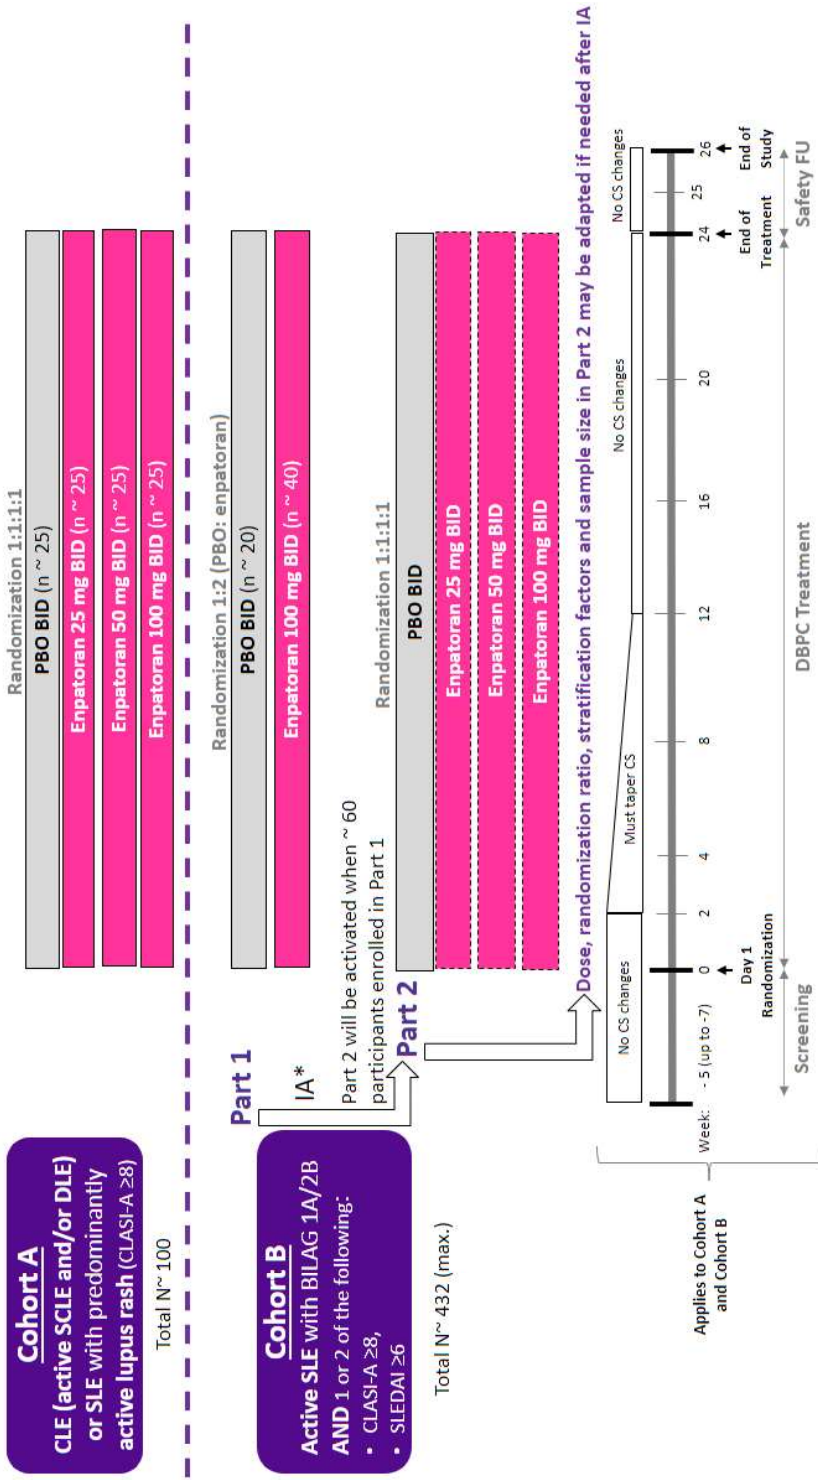 Cohort A
CLE (active SCLE and/or DLE)
or SLE with predominantly
active lupus rash (CLASI-A ≥8)
Total N~ 100
Randomization 1:1:1:1
PBO BID (n ~ 25)
Enpatoran 25 mg BID (n ~ 25)
Enpatoran 50 mg BID (n ~ 25)
Enpatoran 100 mg BID (n ~ 25)
Cohort B
Active SLE with BILAG 1A/2B
AND 1 or 2 of the following:
• CLASI-A ≥8,
• SLEDAI ≥6
Total N~ 432 (max.)
Part 1
IA*
Randomization 1:2 (PBO: enpatoran)
PBO BID (n ~ 20)
Enpatoran 100 mg BID (n ~ 40)
Part 2 will be activated when ~ 60
participants enrolled in Part 1
Part 2
Randomization 1:1:1:1
PBO BID
Enpatoran 25 mg BID
Enpatoran 50 mg BID
Enpatoran 100 mg BID
Dose, randomization ratio, stratification factors and sample size in Part 2 may be adapted if needed after IA
No CS changes
Must taper CS
No CS changes
No CS changes
Applies to Cohort A
and Cohort B
Week: - 5 (up to -7) 0 2 4 8 12 16 20 24 25 26
Day 1
Randomization
End of
Treatment
End of
Study
Screening
DBPC Treatment
Safety FU